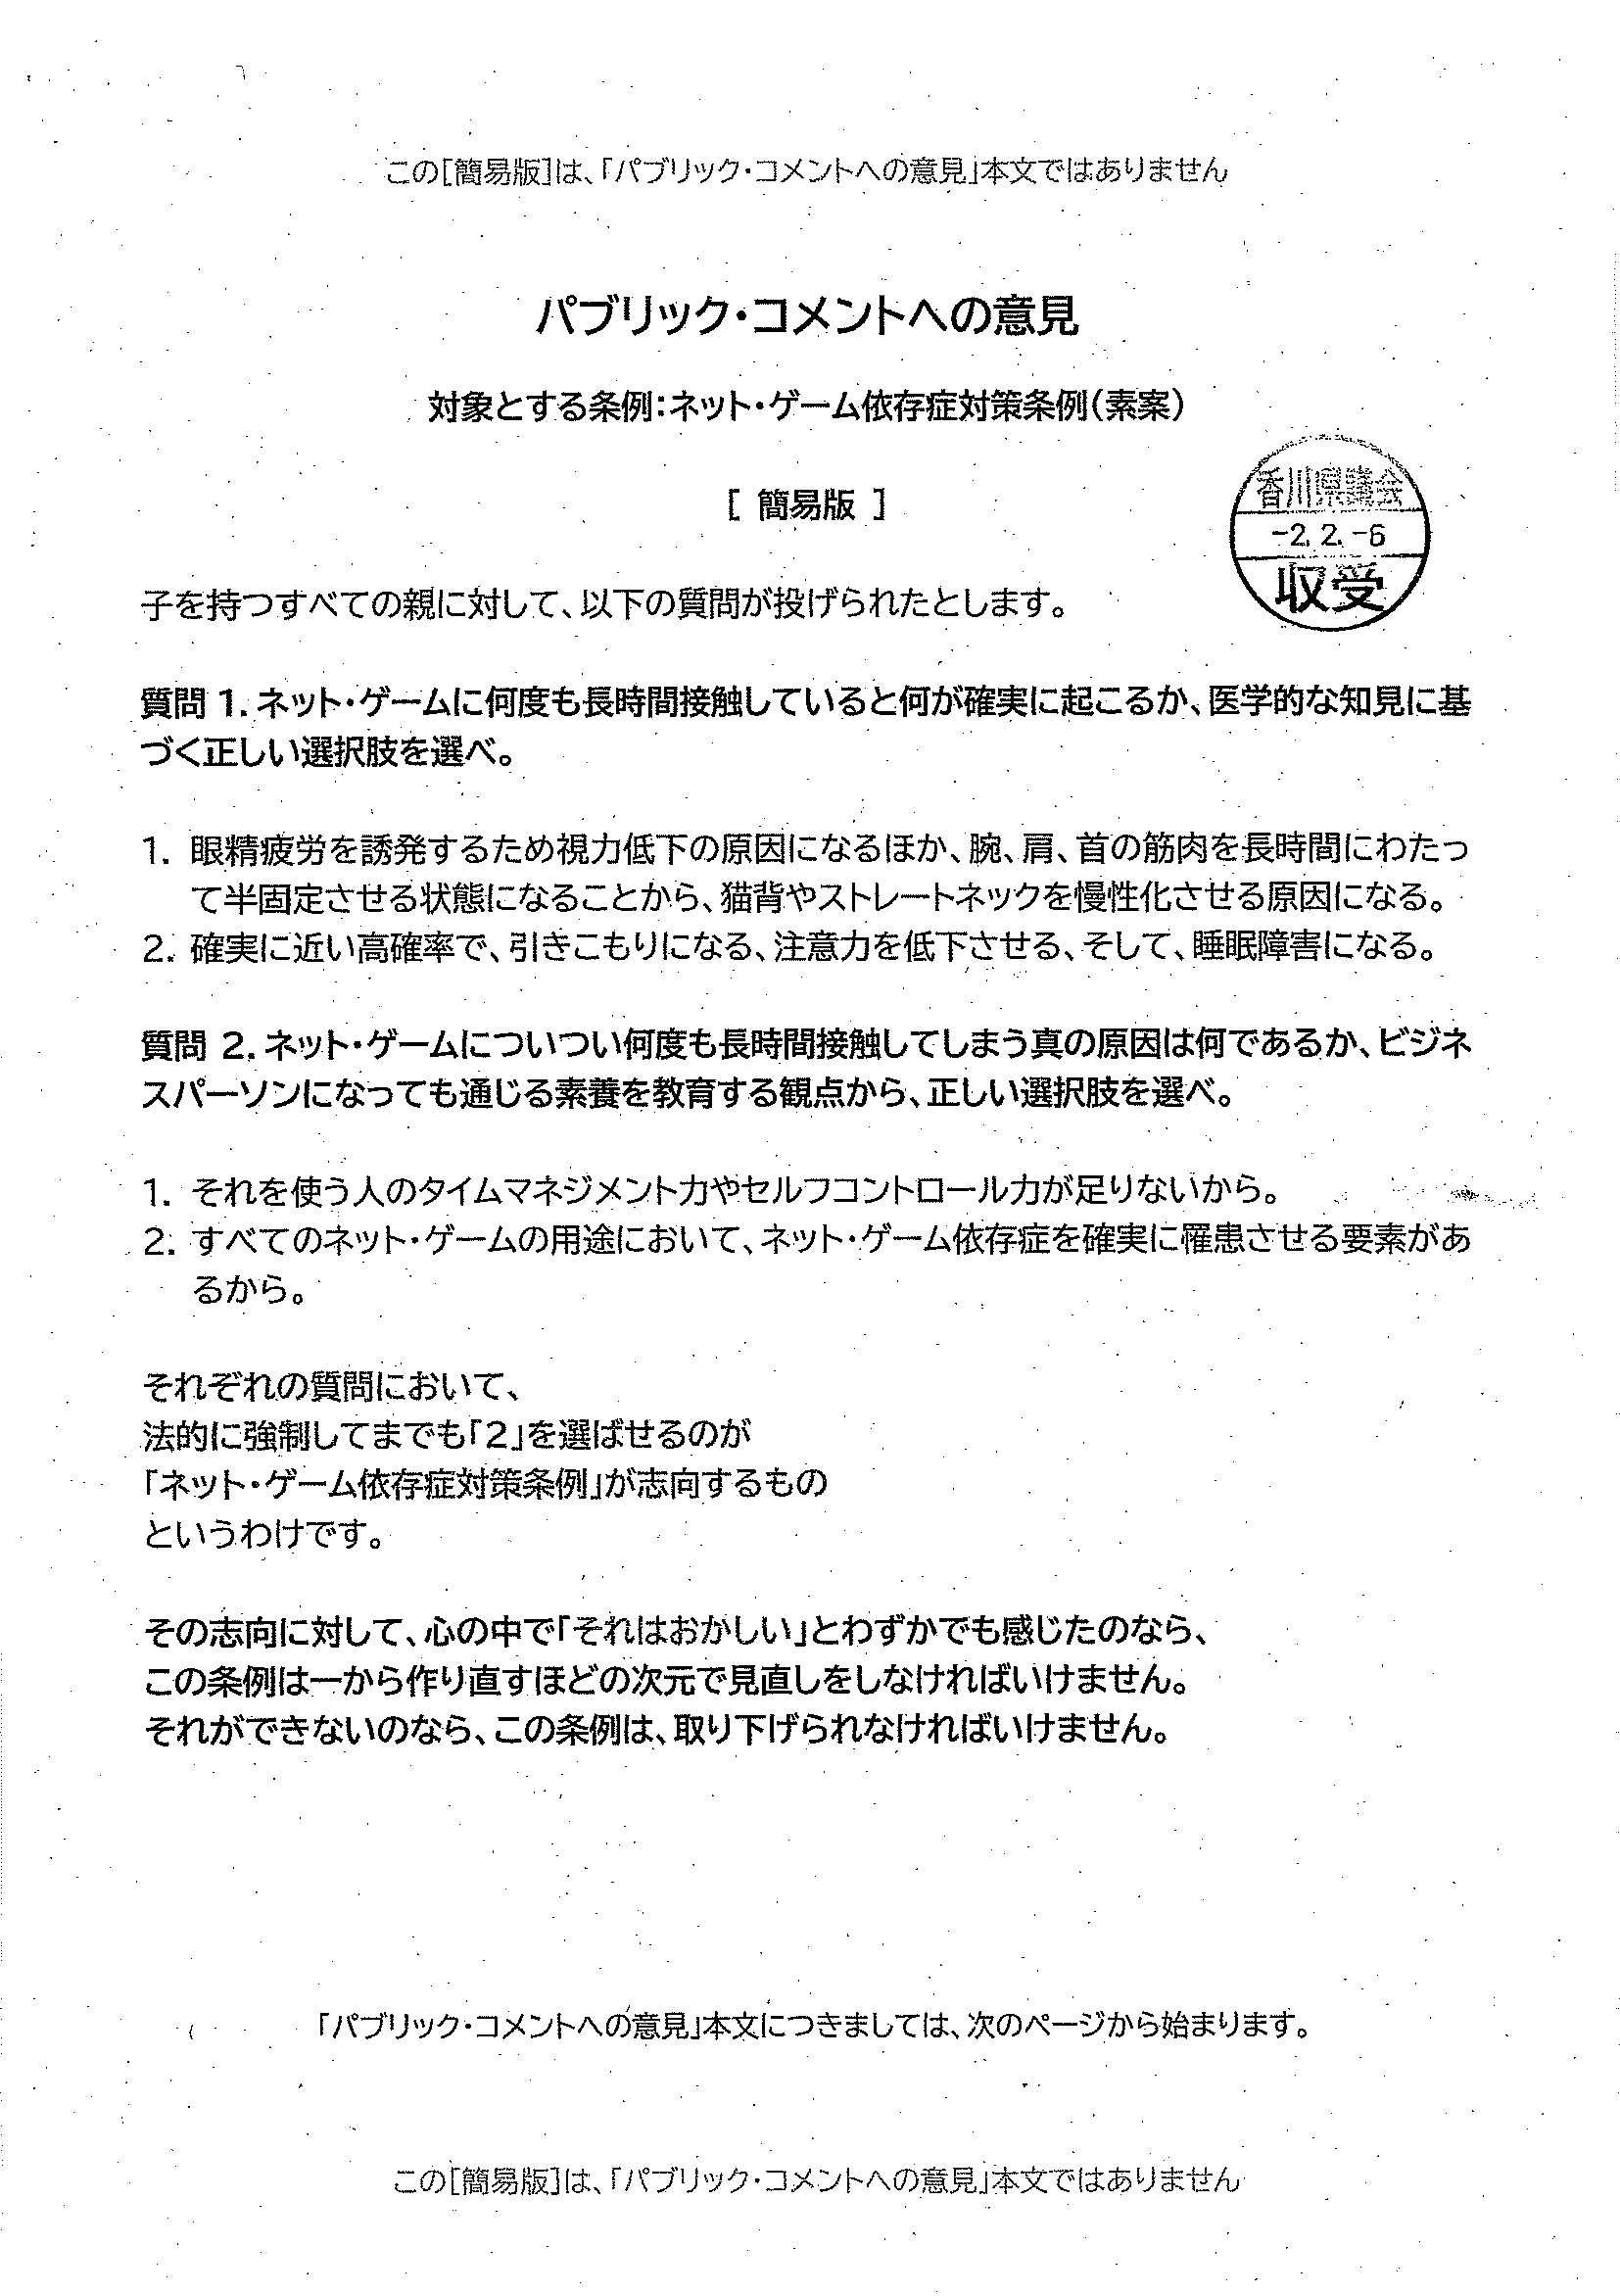 この[簡易版]は、「パブリック・コメントへの意見」本文ではありません
パブリック・コメントへの意見
対象とする条例：ネット・ゲーム依存症対策条例（素案）
[ 簡易版 ]
香川県議会
-2.2.-6
収受
子を持つすべての親に対して、以下の質問が投げられたとします。
質問 1. ネット・ゲームに何度も長時間接触していると何が確実に起こるか、医学的な知見に基
づく正しい選択肢を選べ。
1. 眼精疲労を誘発するため視力低下の原因になるほか、腕、肩、首の筋肉を長時間にわたっ
て半固定させる状態になることから、猫背やストレートネックを慢性化させる原因になる。
2. 確実に近い高確率で、引きこもりになる、注意力を低下させる、そして、睡眠障害になる。
質問 2. ネット・ゲームについつい何度も長時間接触してしまう真の原因は何であるか、ビジネ
スパーソンになっても通じる素養を教育する観点から、正しい選択肢を選べ。
1. それを使う人のタイムマネジメント力やセルフコントロール力が足りないから。
2. すべてのネット・ゲームの用途において、ネット・ゲーム依存症を確実に罹患させる要素があ
るから。
それぞれの質問において、
法的に強制してまでも「2」を選ばせるのが
「ネット・ゲーム依存症対策条例」が志向するもの
というわけです。
その志向に対して、心の中で「それはおかしい」とわずかでも感じたのなら、
この条例は一から作り直すほどの次元で見直しをしなければいけません。
それができないのなら、この条例は、取り下げられなければいけません。
「パブリック・コメントへの意見」本文につきましては、次のページから始まります。
この[簡易版]は、「パブリック・コメントへの意見」本文ではありません